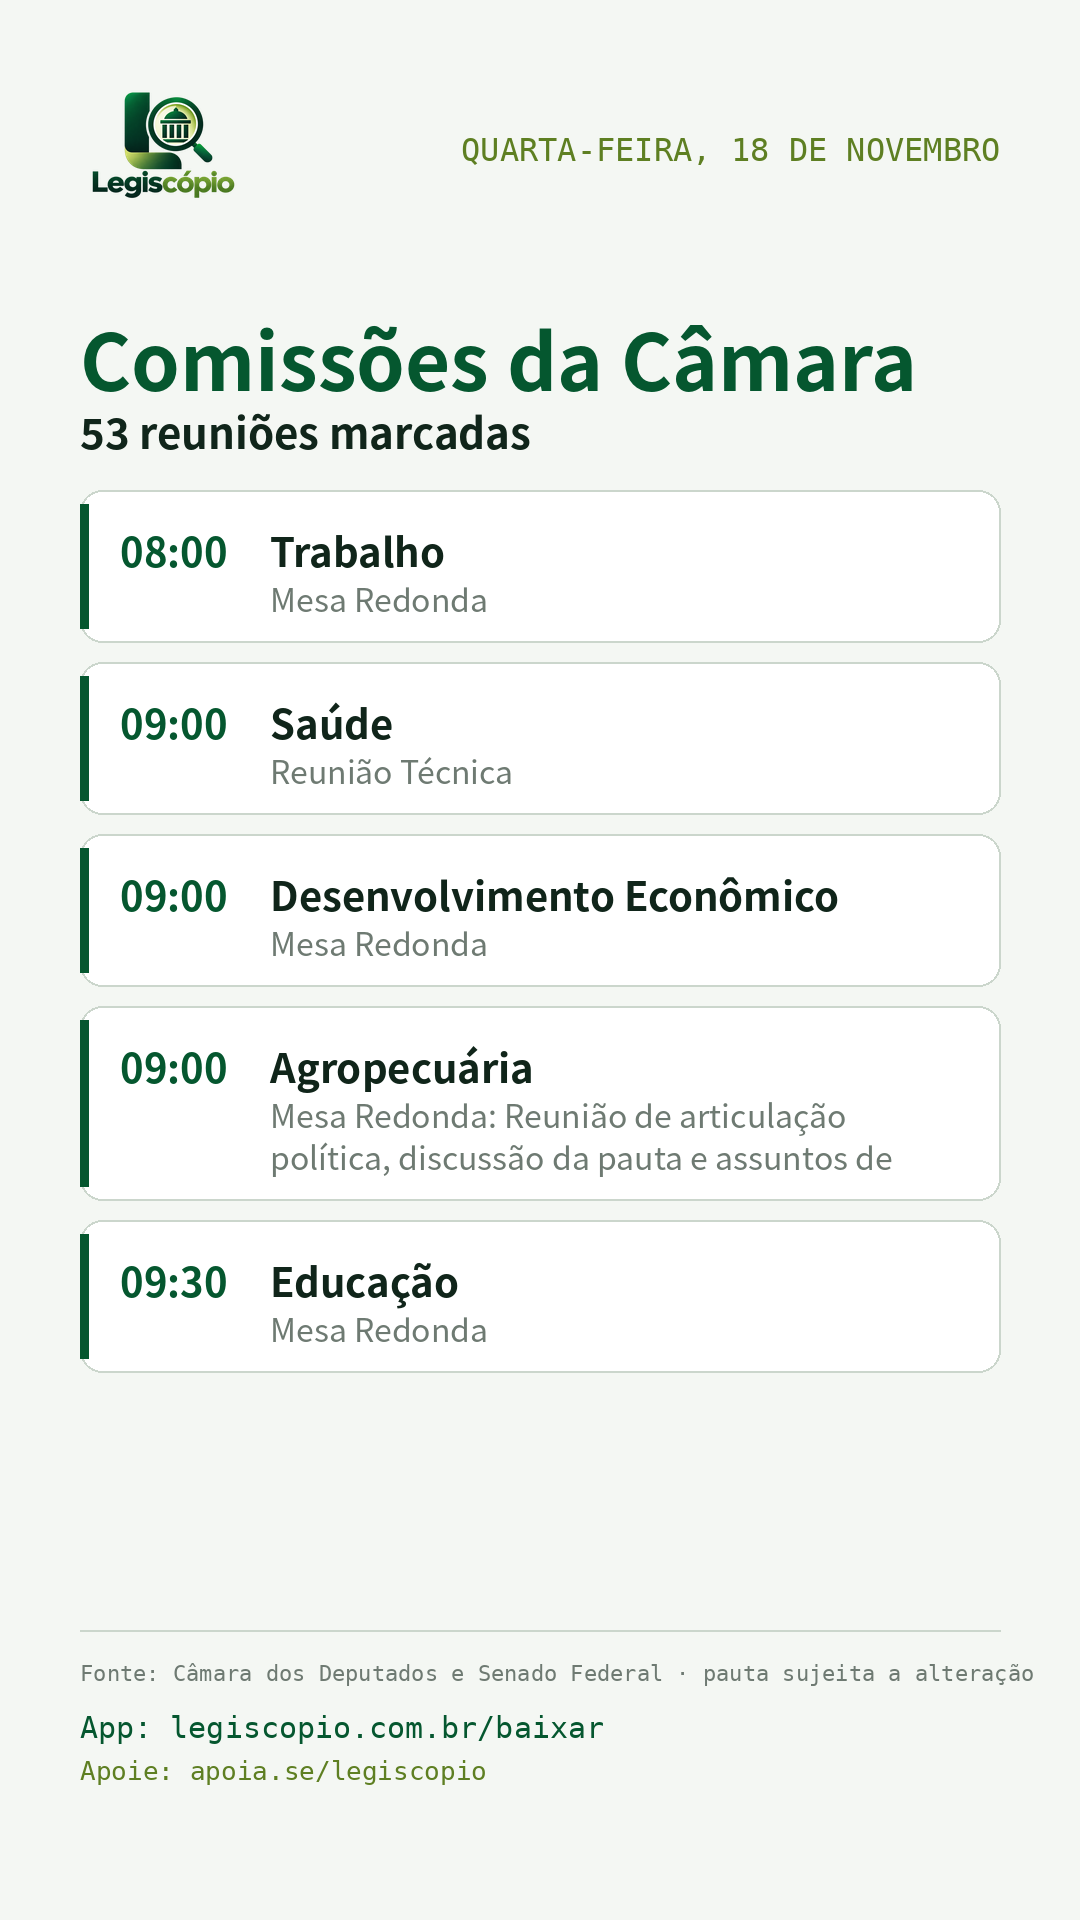 Legiscópio
QUARTA-FEIRA, 18 DE NOVEMBRO
Comissões da Câmara
53 reuniões marcadas
08:00 Trabalho
Mesa Redonda
09:00 Saúde
Reunião Técnica
09:00 Desenvolvimento Econômico
Mesa Redonda
09:00 Agropecuária
Mesa Redonda: Reunião de articulação
política, discussão da pauta e assuntos de
09:30 Educação
Mesa Redonda
Fonte: Câmara dos Deputados e Senado Federal · pauta sujeita a alteração
App: legiscopio.com.br/baixar
Apoie: apoia.se/legiscopio